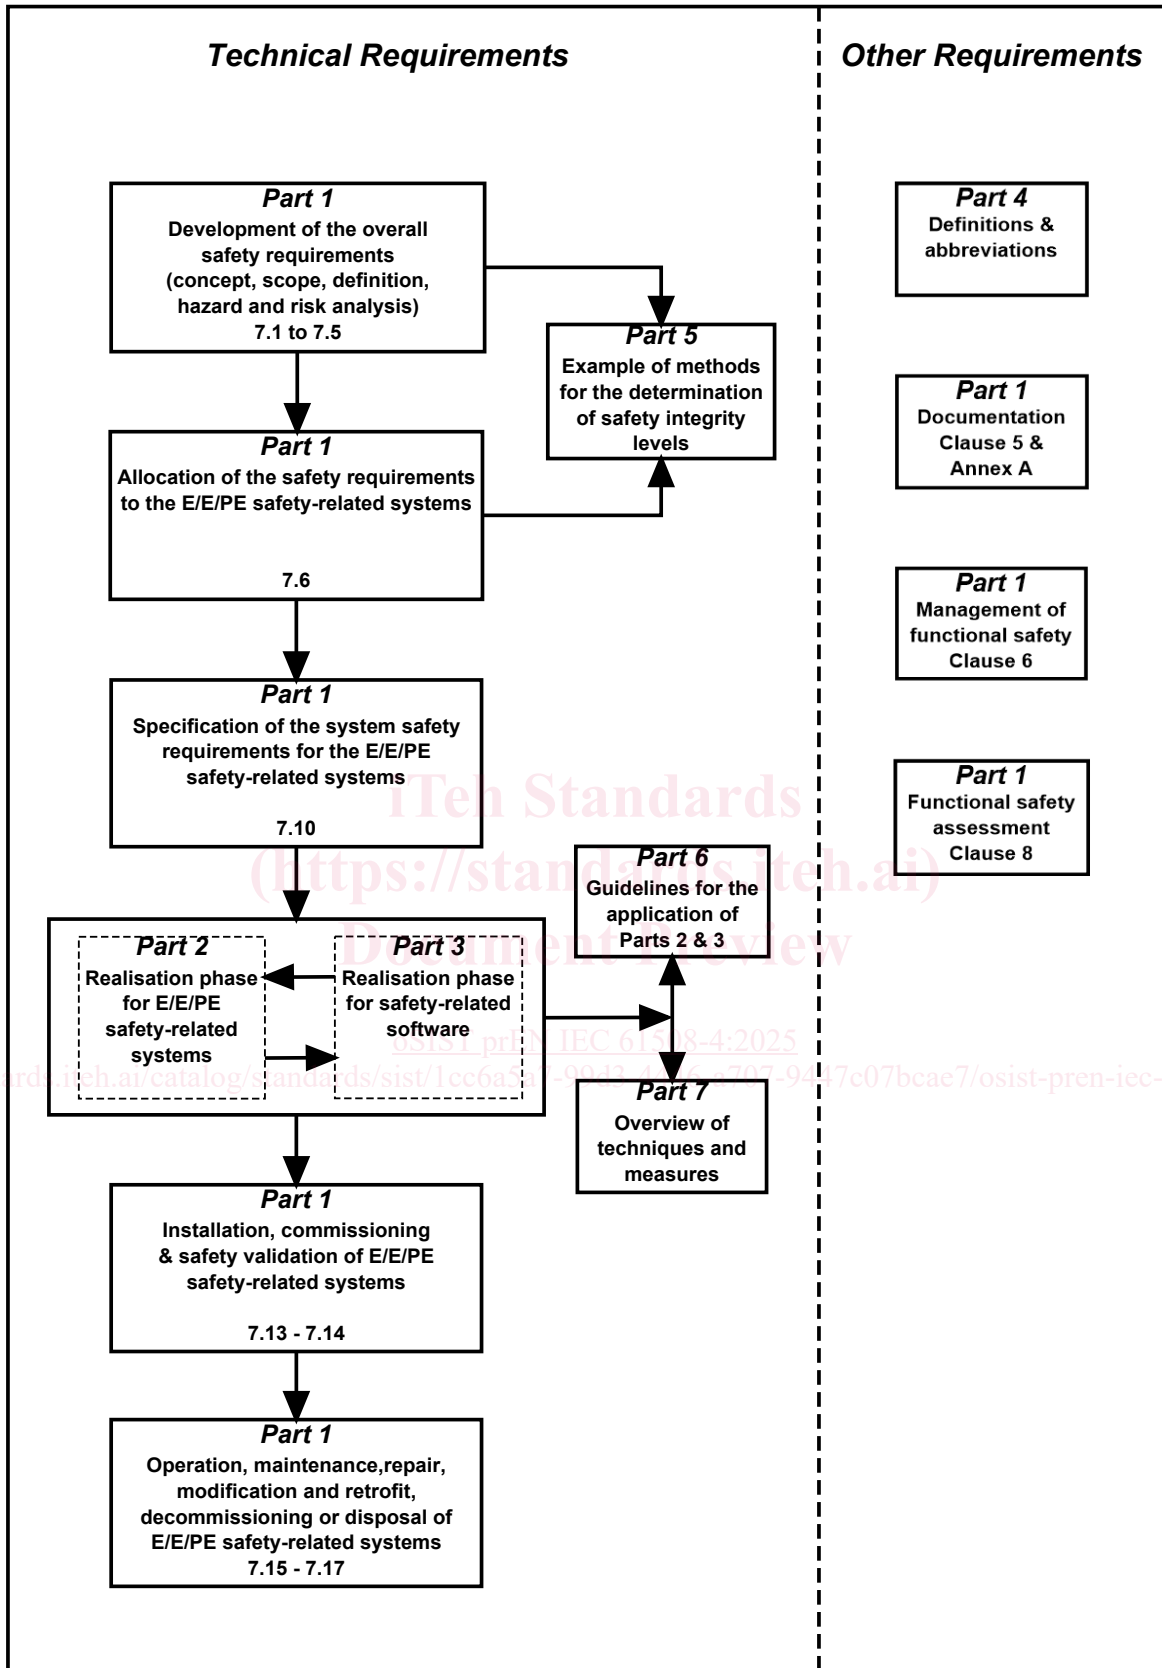 Technical Requirements
Other Requirements
Part 1
Development of the overall
safety requirements
(concept, scope, definition,
hazard and risk analysis)
7.1 to 7.5
Part 5
Example of methods
for the determination
of safety integrity
levels
Part 1
Allocation of the safety requirements
to the E/E/PE safety-related systems
7.6
Part 1
Specification of the system safety
requirements for the E/E/PE
safety-related systems
7.10
Part 6
Guidelines for the
application of
Parts 2 & 3
Part 2
Realisation phase
for E/E/PE
safety-related
systems
Part 3
Realisation phase
for safety-related
software
Part 7
Overview of
techniques and
measures
Part 1
Installation, commissioning
& safety validation of E/E/PE
safety-related systems
7.13 - 7.14
Part 1
Operation, maintenance,repair,
modification and retrofit,
decommissioning or disposal of
E/E/PE safety-related systems
7.15 - 7.17
Part 4
Definitions &
abbreviations
Part 1
Documentation
Clause 5 &
Annex A
Part 1
Management of
functional safety
Clause 6
Part 1
Functional safety
assessment
Clause 8
iTeh Standards
(https://standards.iteh.ai)
Document Preview
oSIST prEN IEC 61508-4:2025